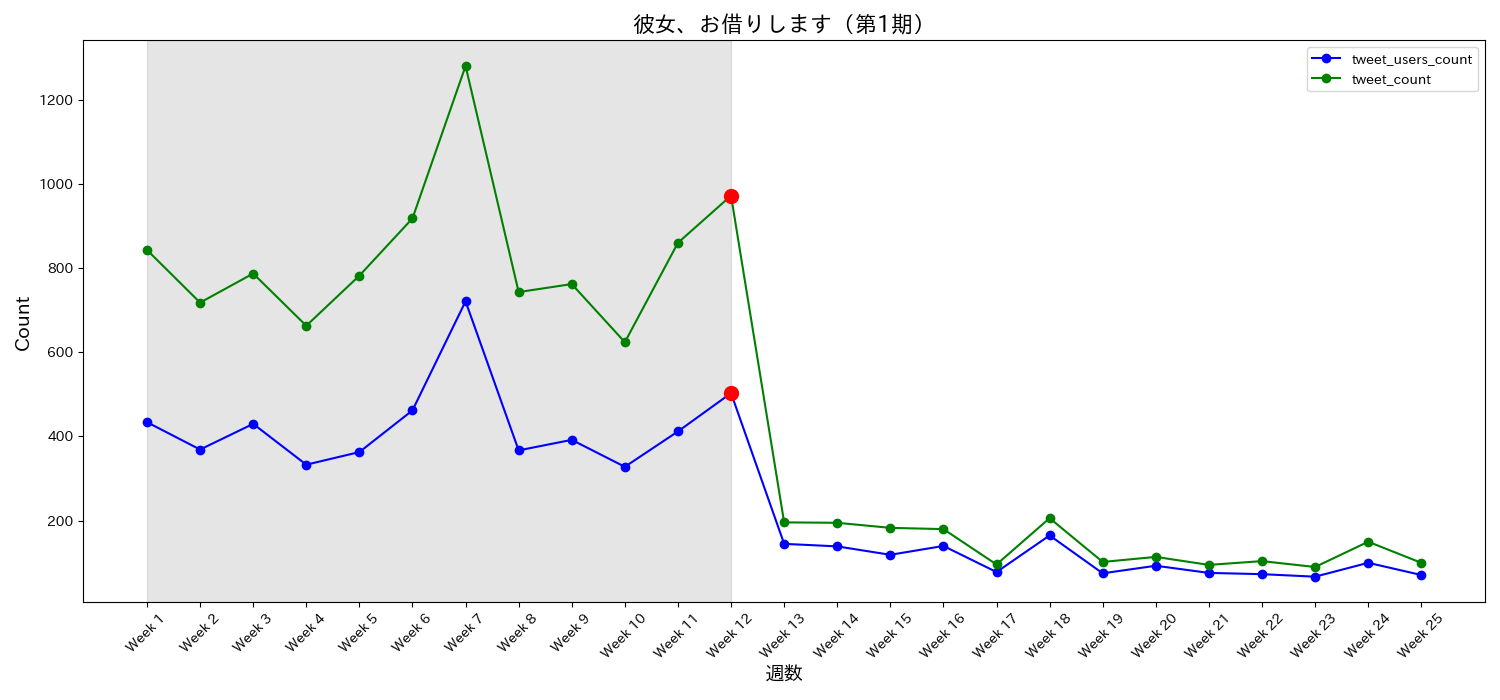 彼女、お借りします（第1期）
tweet_users_count
tweet_count
Count
1200
1000
800
600
400
200
Week 1
Week 2
Week 3
Week 4
Week 5
Week 6
Week 7
Week 8
Week 9
Week 10
Week 11
Week 12
Week 13
Week 14
Week 15
Week 16
Week 17
Week 18
Week 19
Week 20
Week 21
Week 22
Week 23
Week 24
Week 25
週数